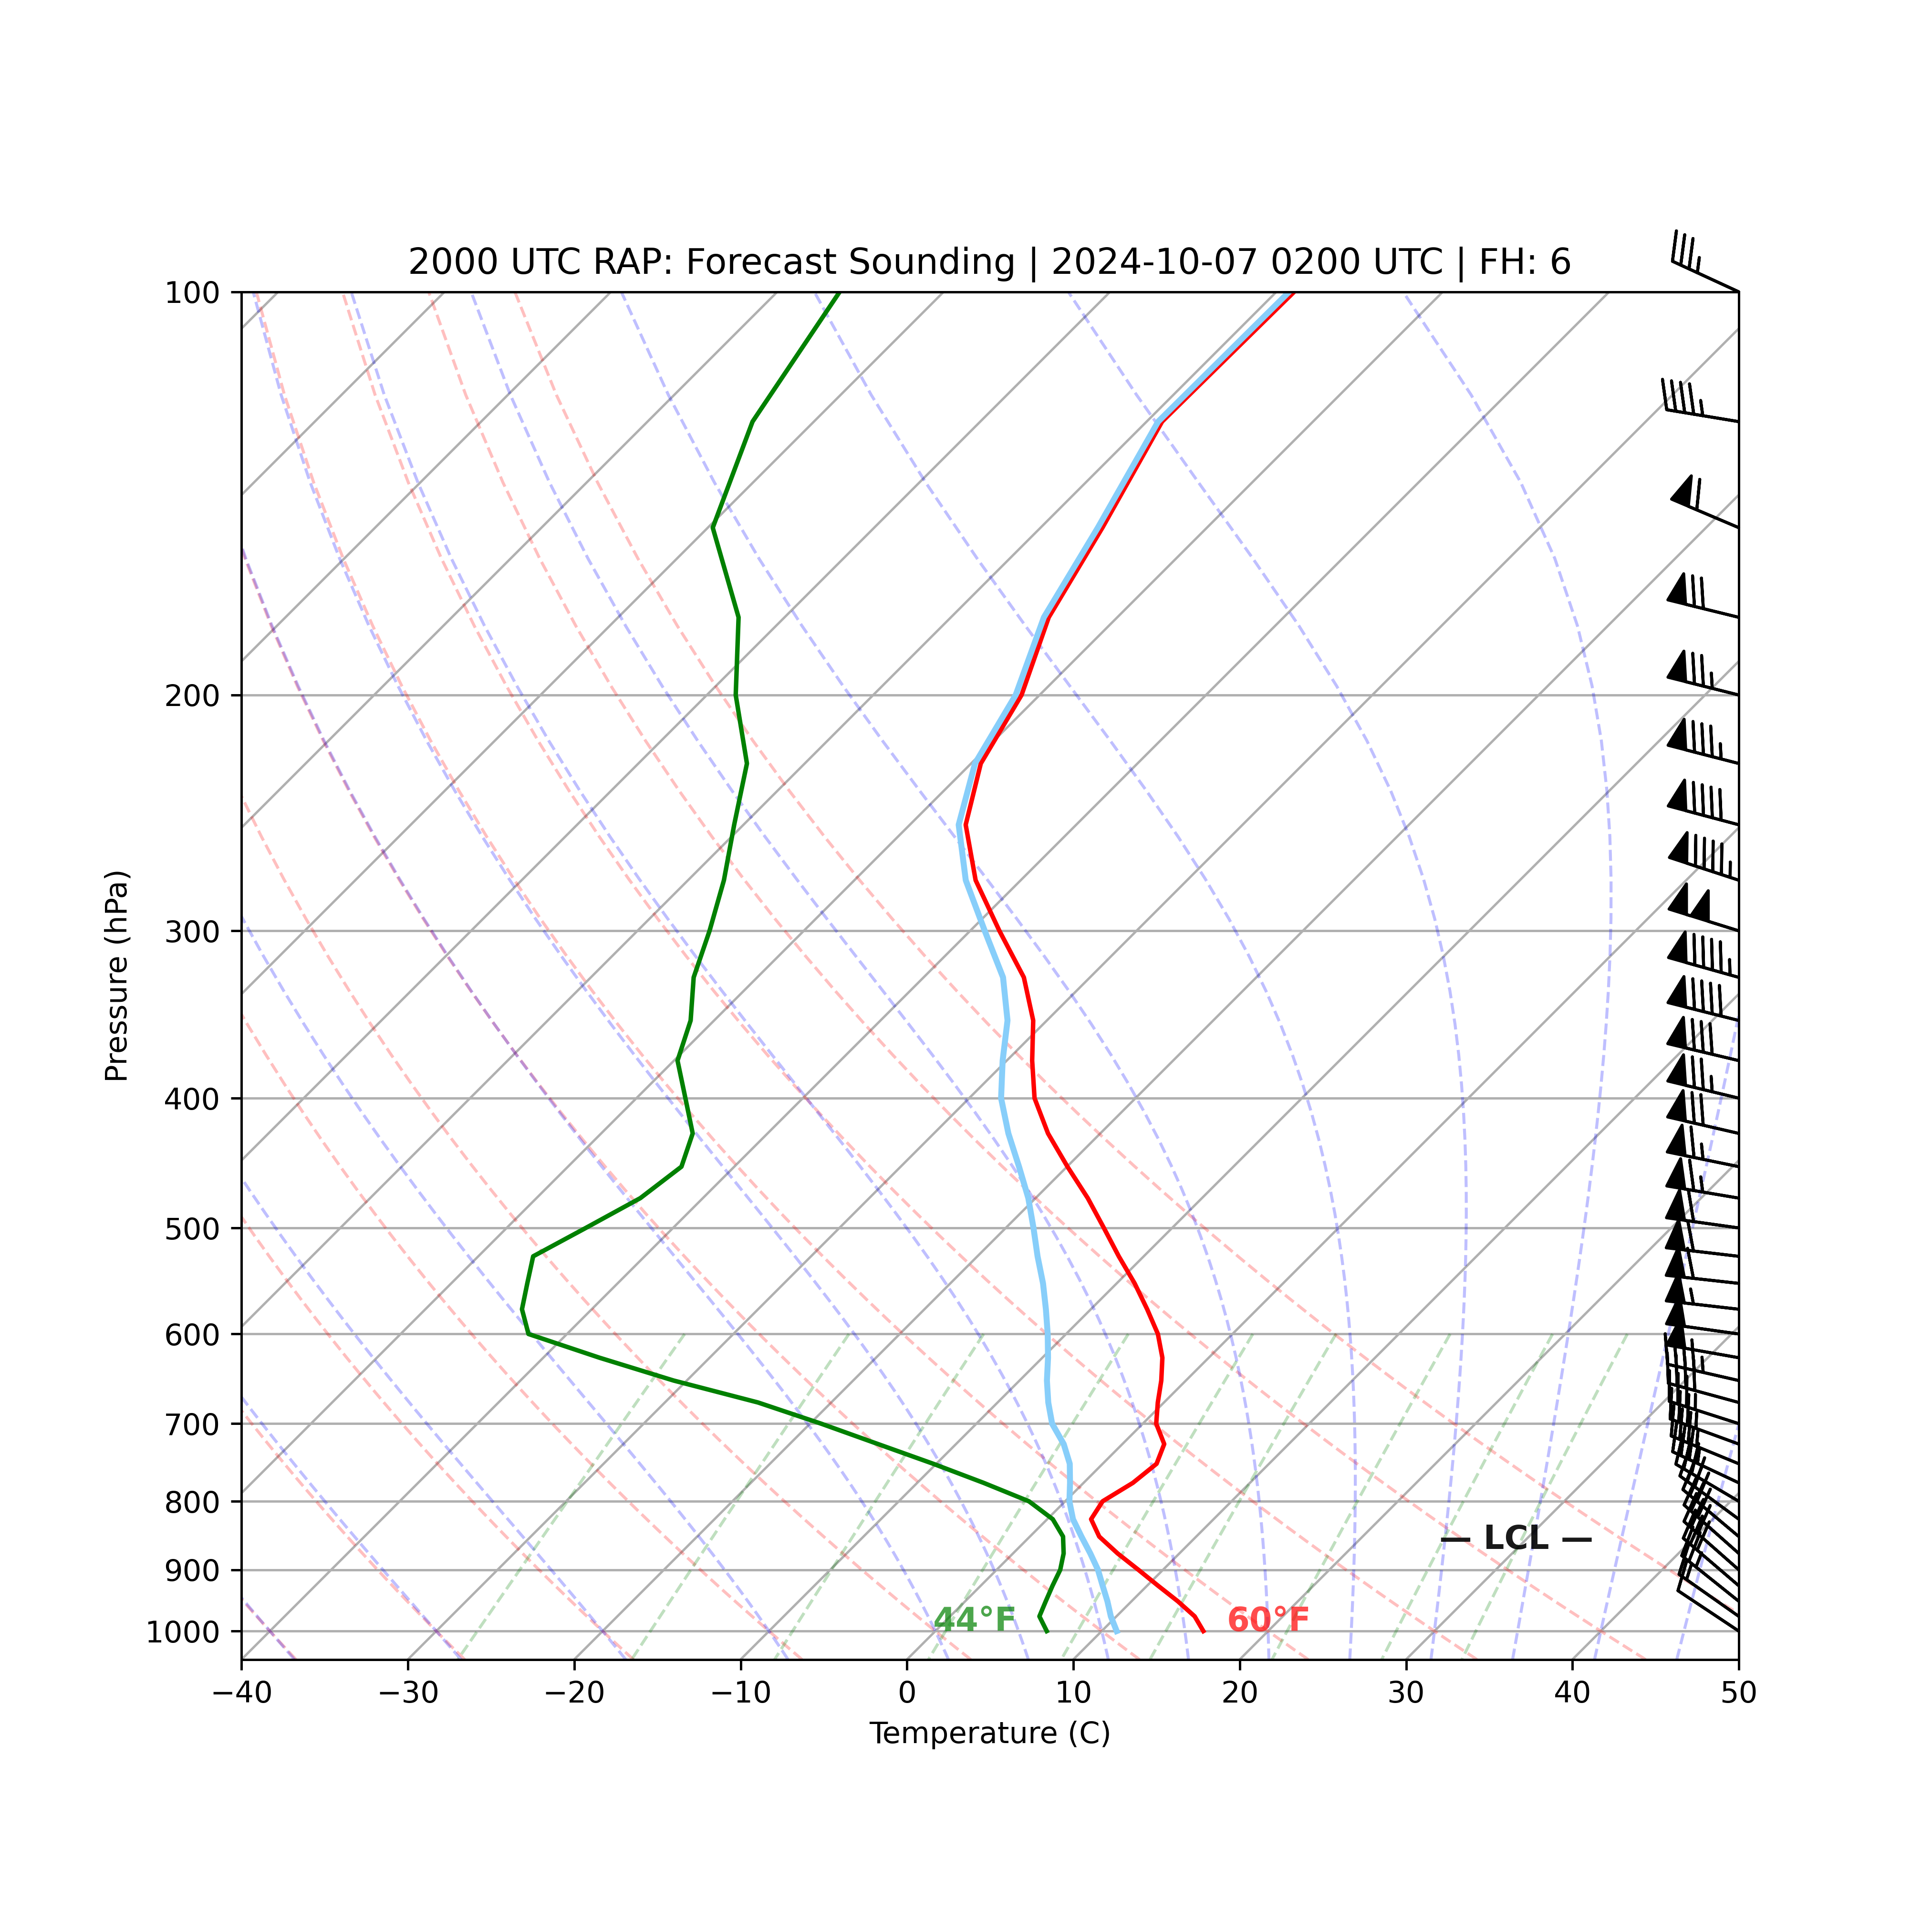 2000 UTC RAP: Forecast Sounding | 2024-10-07 0200 UTC | FH: 6
100
200
300
400
500
600
700
800
900
1000
Pressure (hPa)
— LCL —
44°F
60°F
−40 −30 −20 −10 0 10 20 30 40 50
Temperature (C)